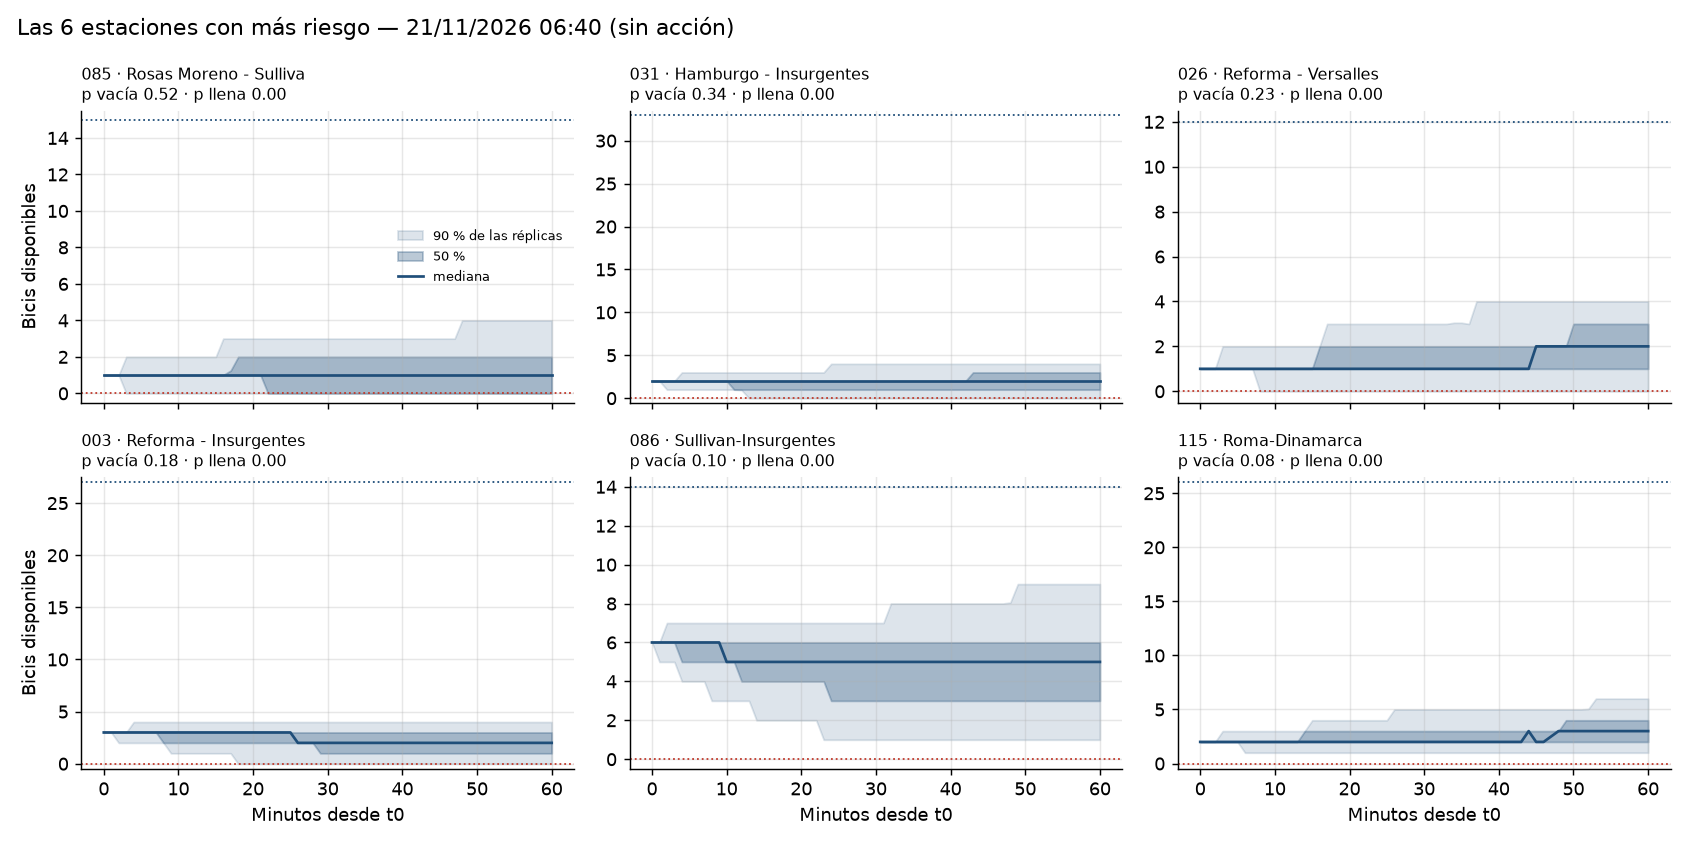 Las 6 estaciones con más riesgo — 21/11/2026 06:40 (sin acción)
085 · Rosas Moreno - Sulliva
p vacía 0.52 · p llena 0.00
Bicis disponibles
14
12
10
8
6
4
2
0
90 % de las réplicas
50 %
mediana
031 · Hamburgo - Insurgentes
p vacía 0.34 · p llena 0.00
30
25
20
15
10
5
0
026 · Reforma - Versalles
p vacía 0.23 · p llena 0.00
12
10
8
6
4
2
0
003 · Reforma - Insurgentes
p vacía 0.18 · p llena 0.00
Bicis disponibles
25
20
15
10
5
0
0 10 20 30 40 50 60
Minutos desde t0
086 · Sullivan-Insurgentes
p vacía 0.10 · p llena 0.00
14
12
10
8
6
4
2
0
0 10 20 30 40 50 60
Minutos desde t0
115 · Roma-Dinamarca
p vacía 0.08 · p llena 0.00
25
20
15
10
5
0
0 10 20 30 40 50 60
Minutos desde t0